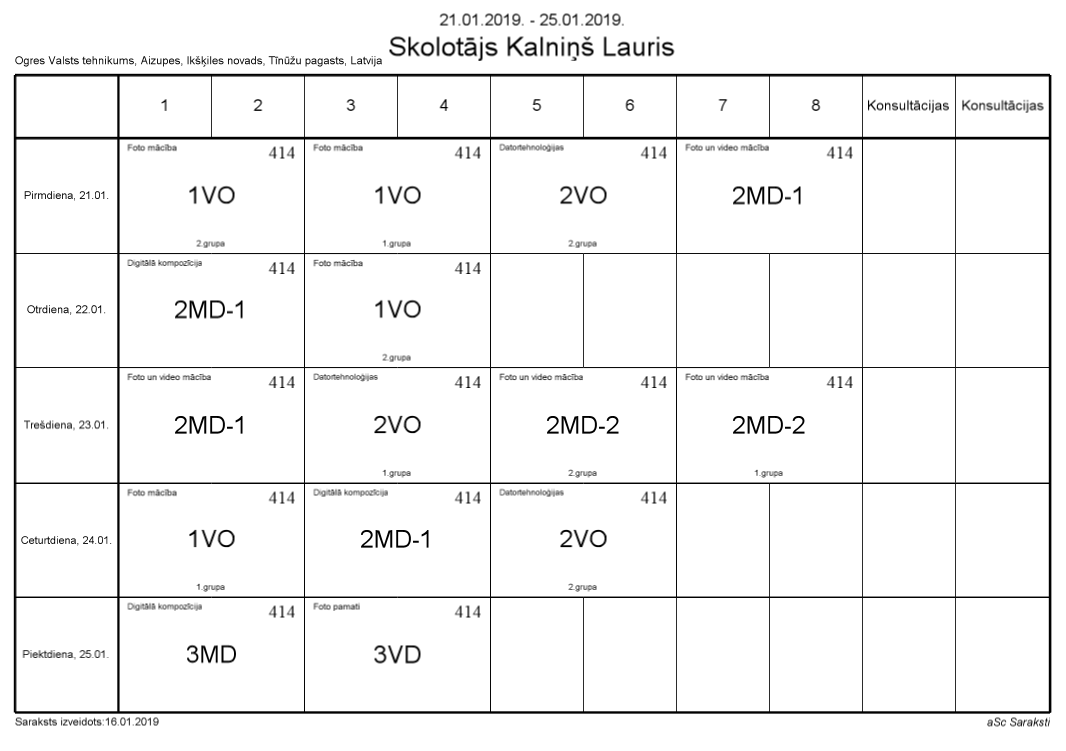 21.01.2019. - 25.01.2019.
Skolotājs Kalniņš Lauris
Ogres Valsts tehnikums, Aizupes, Ikšķiles novads, Tīnūžu pagasts, Latvija
1 2 3 4 5 6 7 8 Konsultācijas Konsultācijas
Foto mācība 414 Foto mācība 414 Datortehnoloģijas 414 Foto un video mācība 414
Pirmdiena, 21.01. 1VO 1VO 2VO 2MD-1
2.grupa 1.grupa 2.grupa
Digitālā kompozīcija 414 Foto mācība 414
Otrdiena, 22.01. 2MD-1 1VO
2.grupa
Foto un video mācība 414 Datortehnoloģijas 414 Foto un video mācība 414 Foto un video mācība 414
Trešdiena, 23.01. 2MD-1 2VO 2MD-2 2MD-2
1.grupa 2.grupa 1.grupa
Foto mācība 414 Digitālā kompozīcija 414 Datortehnoloģijas 414
Ceturtdiena, 24.01. 1VO 2MD-1 2VO
1.grupa 2.grupa
Digitālā kompozīcija 414 Foto pamati 414
Piektdiena, 25.01. 3MD 3VD
Saraksts izveidots:16.01.2019 aSc Saraksti